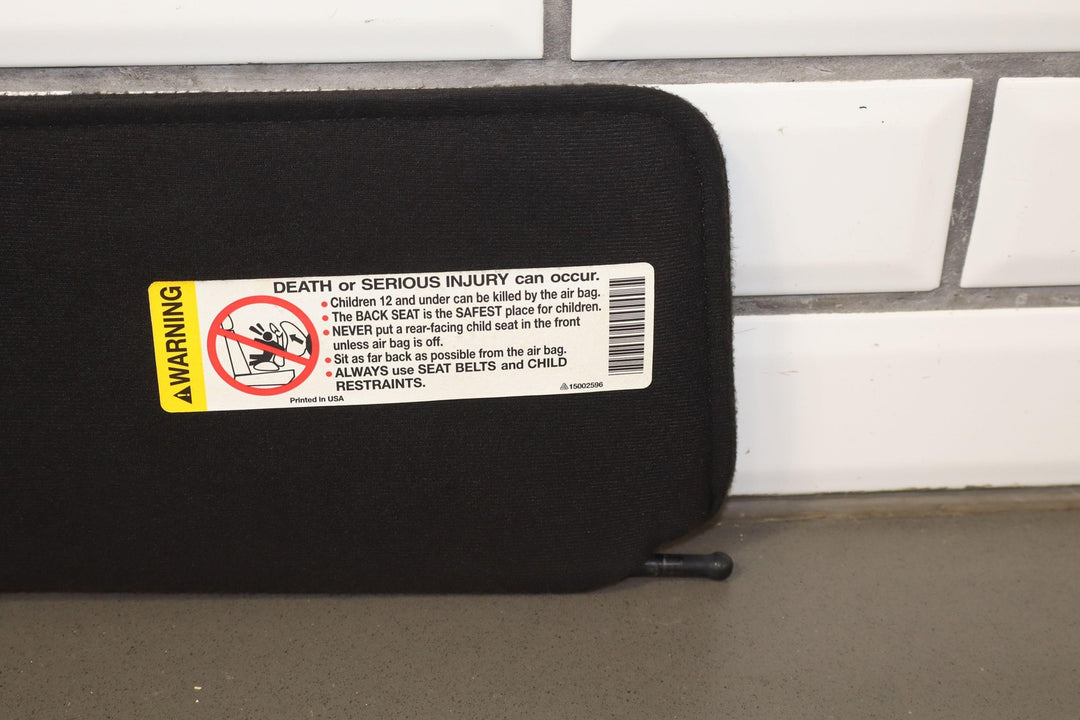 WARNING
DEATH or SERIOUS INJURY can occur.
• Children 12 and under can be killed by the air bag.
• The BACK SEAT is the SAFEST place for children.
• NEVER put a rear-facing child seat in the front
unless air bag is off.
• Sit as far back as possible from the air bag.
• ALWAYS use SEAT BELTS and CHILD
RESTRAINTS.
Printed in USA
15002596